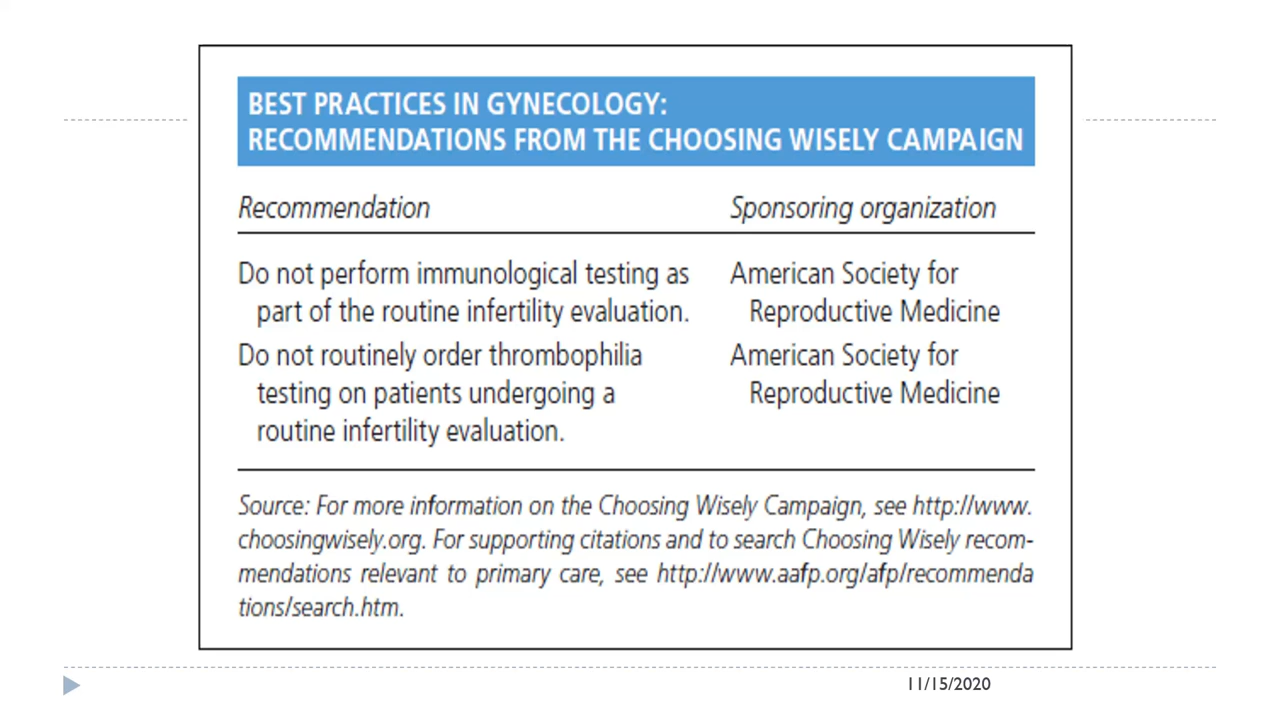 BEST PRACTICES IN GYNECOLOGY:
RECOMMENDATIONS FROM THE CHOOSING WISELY CAMPAIGN
Recommendation Sponsoring organization
Do not perform immunological testing as American Society for
part of the routine infertility evaluation. Reproductive Medicine
Do not routinely order thrombophilia American Society for
testing on patients undergoing a Reproductive Medicine
routine infertility evaluation.
Source: For more information on the Choosing Wisely Campaign, see http://www.
choosingwisely.org. For supporting citations and to search Choosing Wisely recom-
mendations relevant to primary care, see http://www.aafp.org/afp/recommenda
tions/search.htm.
11/15/2020